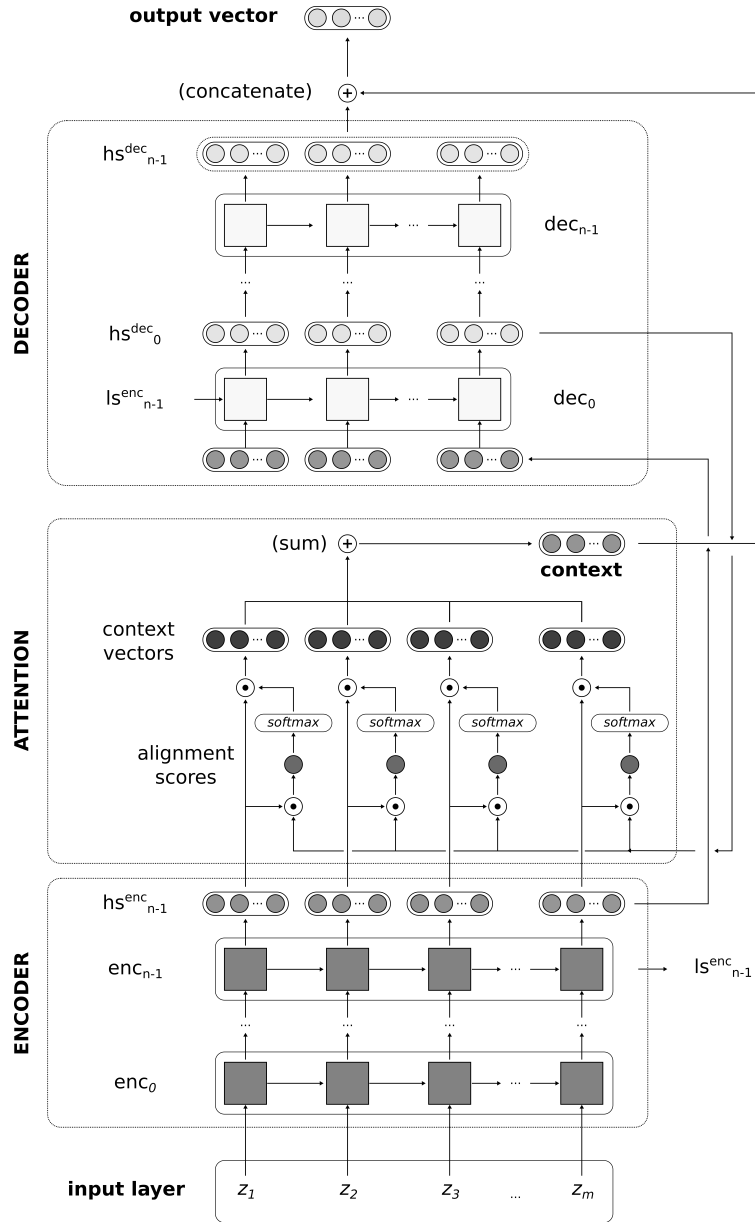 output vector
(concatenate)
+
hs^dec_n-1
dec_n-1
DECODER
hs^dec_0
ls^enc_n-1
dec_0
(sum)
+
context
context
vectors
ATTENTION
softmax softmax softmax softmax
alignment
scores
hs^enc_n-1
enc_n-1
ls^enc_n-1
ENCODER
enc_0
input layer z_1 z_2 z_3 ... z_m